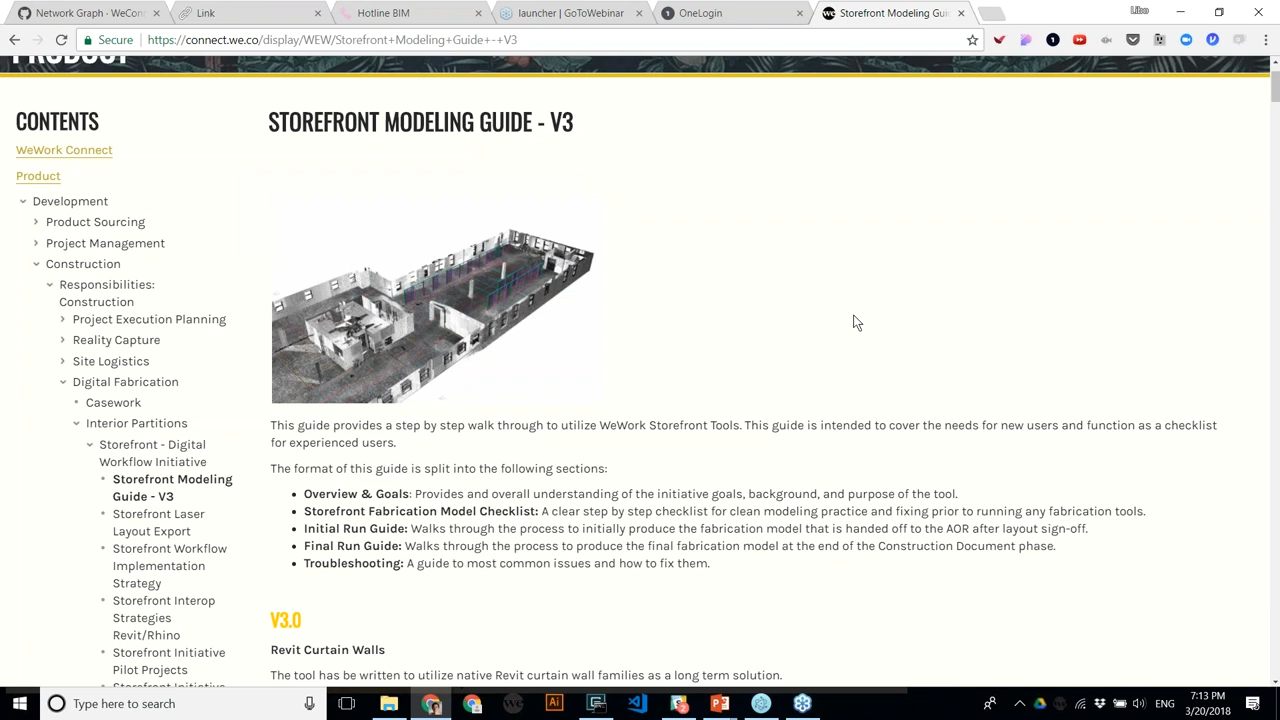 Network Graph - WeCon
Link
Hotline BIM
launcher | GoToWebinar
OneLogin
Storefront Modeling Gui
Secure
https://connect.we.co/display/WEW/Storefront+Modeling+Guide+-+V3
PRODUCT
CONTENTS
WeWork Connect
Product
Development
Product Sourcing
Project Management
Construction
Responsibilities:
Construction
Project Execution Planning
Reality Capture
Site Logistics
Digital Fabrication
Casework
Interior Partitions
Storefront - Digital
Workflow Initiative
Storefront Modeling
Guide - V3
Storefront Laser
Layout Export
Storefront Workflow
Implementation
Strategy
Storefront Interop
Strategies
Revit/Rhino
Storefront Initiative
Pilot Projects
Storefront Initiative
STOREFRONT MODELING GUIDE - V3
This guide provides a step by step walk through to utilize WeWork Storefront Tools. This guide is intended to cover the needs for new users and function as a checklist
for experienced users.
The format of this guide is split into the following sections:
Overview & Goals: Provides and overall understanding of the initiative goals, background, and purpose of the tool.
Storefront Fabrication Model Checklist: A clear step by step checklist for clean modeling practice and fixing prior to running any fabrication tools.
Initial Run Guide: Walks through the process to initially produce the fabrication model that is handed off to the AOR after layout sign-off.
Final Run Guide: Walks through the process to produce the final fabrication model at the end of the Construction Document phase.
Troubleshooting: A guide to most common issues and how to fix them.
V3.0
Revit Curtain Walls
The tool has be written to utilize native Revit curtain wall families as a long term solution.
Type here to search
ENG
7:13 PM
3/20/2018